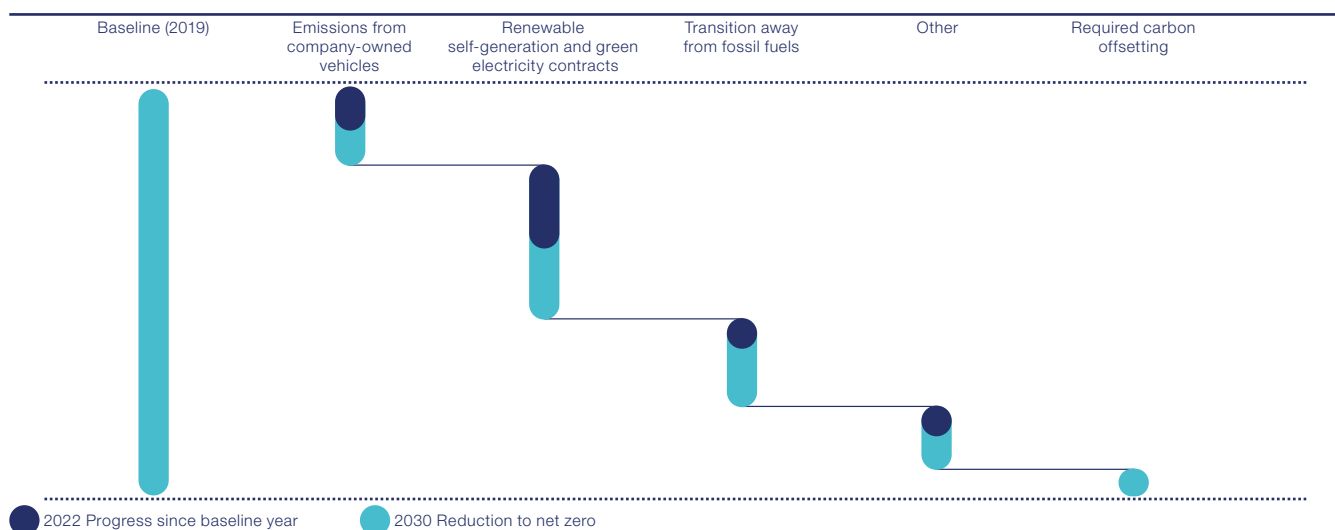 Baseline (2019)
Emissions from
company-owned
vehicles
Renewable
self-generation and green
electricity contracts
Transition away
from fossil fuels
Other
Required carbon
offsetting
2022 Progress since baseline year
2030 Reduction to net zero